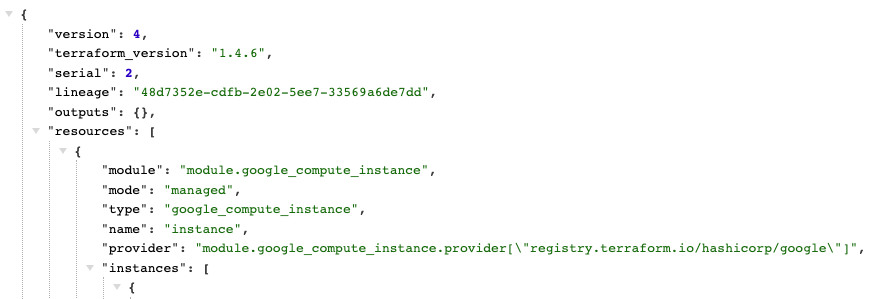 {
"version": 4,
"terraform_version": "1.4.6",
"serial": 2,
"lineage": "48d7352e-cdfb-2e02-5ee7-33569a6de7dd",
"outputs": {},
"resources": [
{
"module": "module.google_compute_instance",
"mode": "managed",
"type": "google_compute_instance",
"name": "instance",
"provider": "module.google_compute_instance.provider[\"registry.terraform.io/hashicorp/google\"]",
"instances": [
{